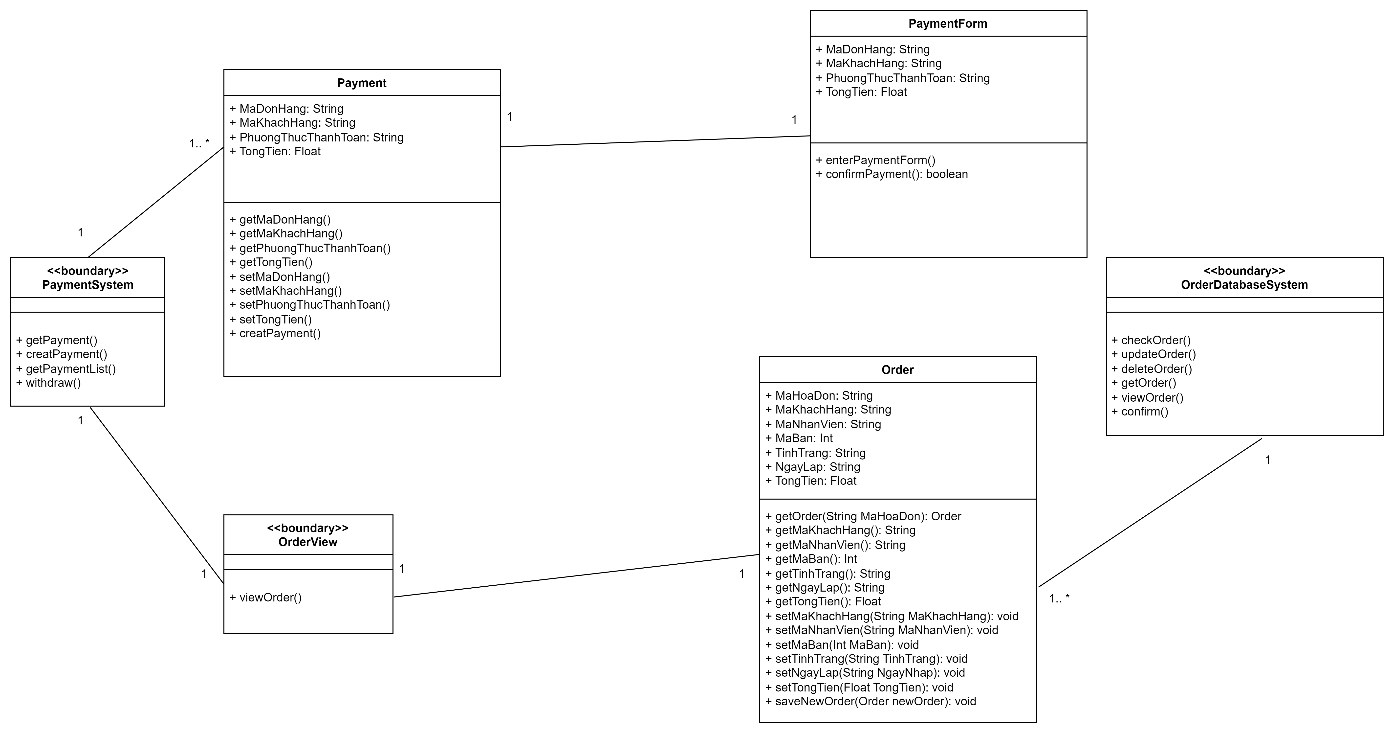 PaymentForm
+ MaDonHang: String
+ MaKhachHang: String
+ PhuongThucThanhToan: String
+ TongTien: Float
+ enterPaymentForm()
+ confirmPayment(): boolean
Payment
+ MaDonHang: String
+ MaKhachHang: String
+ PhuongThucThanhToan: String
+ TongTien: Float
+ getMaDonHang()
+ getMaKhachHang()
+ getPhuongThucThanhToan()
+ getTongTien()
+ setMaDonHang()
+ setMaKhachHang()
+ setPhuongThucThanhToan()
+ setTongTien()
+ creatPayment()
1
1
1.. *
1
<<boundary>>
PaymentSystem
+ getPayment()
+ creatPayment()
+ getPaymentList()
+ withdraw()
1
<<boundary>>
OrderDatabaseSystem
+ checkOrder()
+ updateOrder()
+ deleteOrder()
+ getOrder()
+ viewOrder()
+ confirm()
1
Order
+ MaHoaDon: String
+ MaKhachHang: String
+ MaNhanVien: String
+ MaBan: Int
+ TinhTrang: String
+ NgayLap: String
+ TongTien: Float
+ getOrder(String MaHoaDon): Order
+ getMaKhachHang(): String
+ getMaNhanVien(): String
+ getMaBan(): Int
+ getTinhTrang(): String
+ getNgayLap(): String
+ getTongTien(): Float
+ setMaKhachHang(String MaKhachHang): void
+ setMaNhanVien(String MaNhanVien): void
+ setMaBan(Int MaBan): void
+ setTinhTrang(String TinhTrang): void
+ setNgayLap(String NgayNhap): void
+ setTongTien(Float TongTien): void
+ saveNewOrder(Order newOrder): void
1.. *
<<boundary>>
OrderView
+ viewOrder()
1
1
1